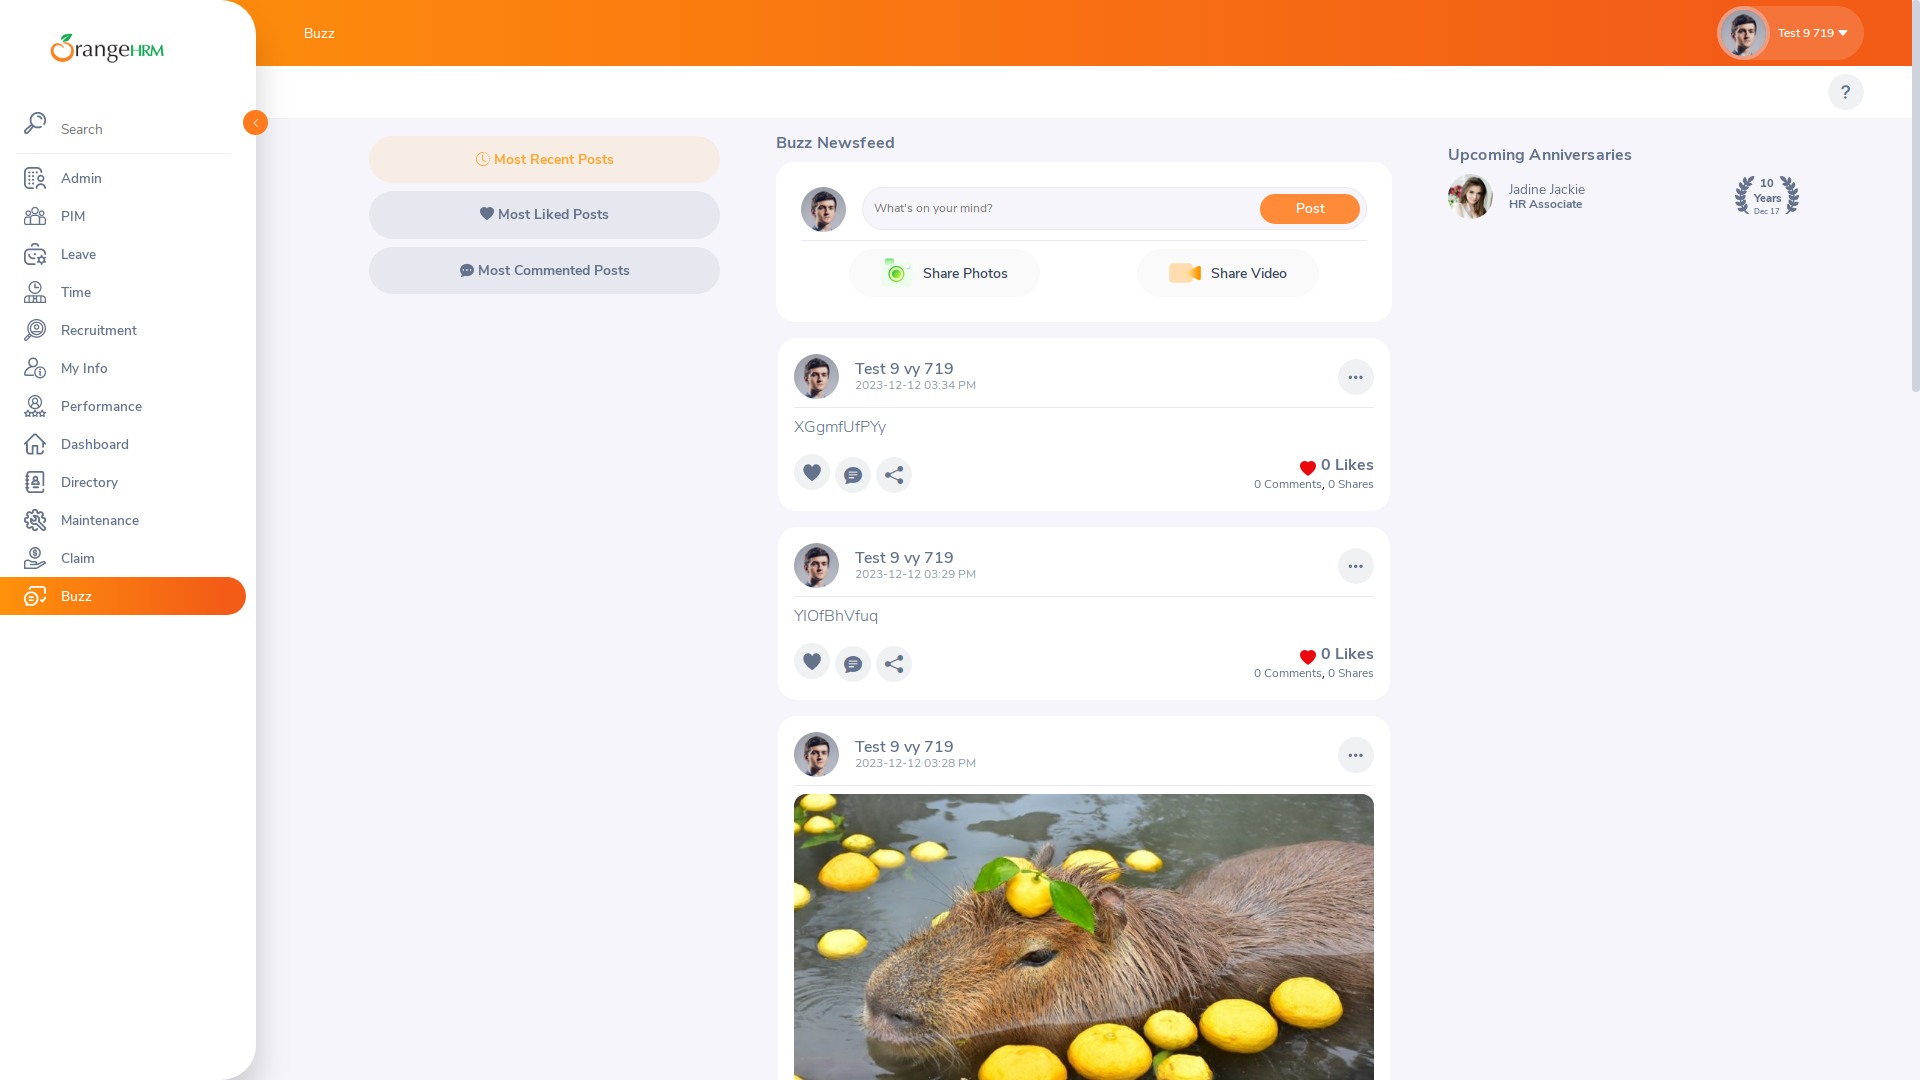 OrangeHRM
Search
Admin
PIM
Leave
Time
Recruitment
My Info
Performance
Dashboard
Directory
Maintenance
Claim
Buzz
Buzz
Test 9 719
?
Most Recent Posts
Most Liked Posts
Most Commented Posts
Buzz Newsfeed
What's on your mind?
Post
Share Photos
Share Video
Test 9 vy 719
2023-12-12 03:34 PM
XGgmfUfPYy
0 Likes
0 Comments, 0 Shares
Test 9 vy 719
2023-12-12 03:29 PM
YIOfBhVfuq
0 Likes
0 Comments, 0 Shares
Test 9 vy 719
2023-12-12 03:28 PM
Upcoming Anniversaries
Jadine Jackie
HR Associate
10
Years
Dec 17